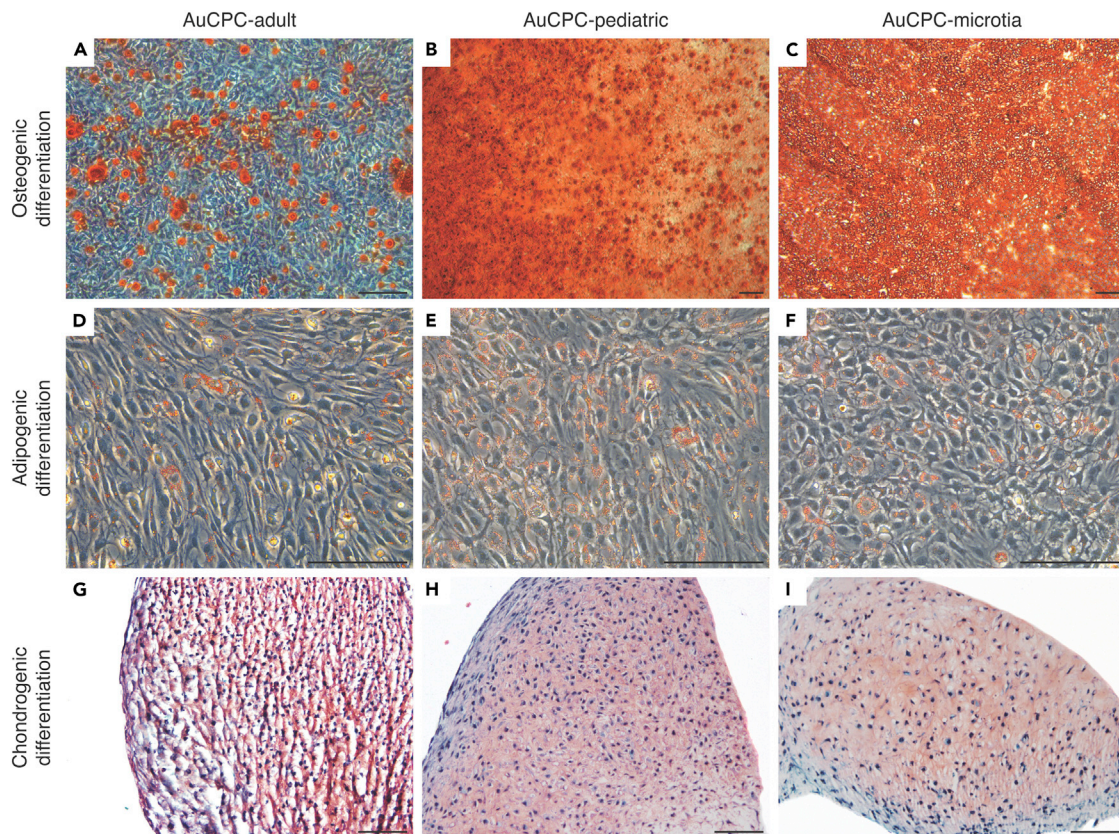 AuCPC-adult
AuCPC-pediatric
AuCPC-microtia
Osteogenic
differentiation
A
B
C
Adipogenic
differentiation
D
E
F
Chondrogenic
differentiation
G
H
I